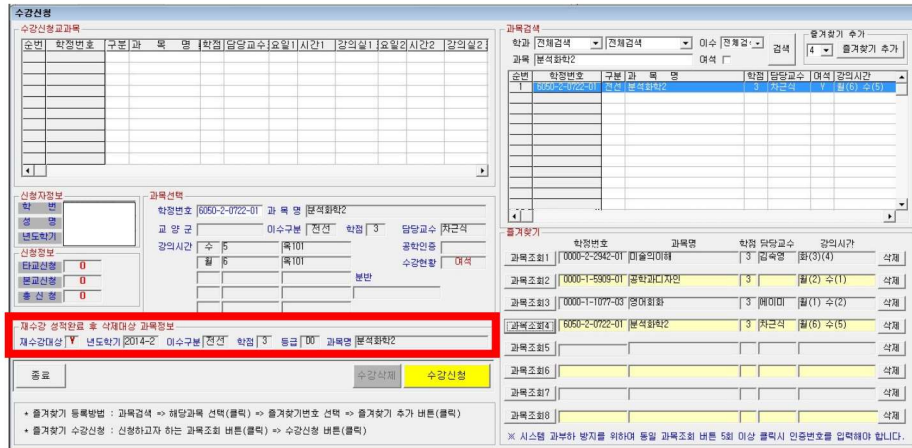 수강신청
수강신청교과목
순번 학정번호 구분 과 목 명 학점 담당교수 요일1 시간1 강의실1 요일2 시간2 강의실2
신청자정보
학 번
성 명
년도학기
신청정보
타교신청 0
본교신청 0
총 신 청 0
과목선택
학정번호 6050-2-0722-01 과 목 명 분석화학2
교 양 군 이수구분 전선 학점 3 담당교수 차근식
강의시간 수 5 옥101 공학인증
월 6 옥101 수강현황 여석
분반
재수강 성적완료 후 삭제대상 과목정보
재수강대상 Y 년도학기 2014-2 이수구분 전선 학점 3 등급 D0 과목명 분석화학2
종료 수강삭제 수강신청
* 즐겨찾기 등록방법 : 과목검색 => 해당과목 선택(클릭) => 즐겨찾기번호 선택 => 즐겨찾기 추가 버튼(클릭)
* 즐겨찾기 수강신청 : 신청하고자 하는 과목조회 버튼(클릭) => 수강신청 버튼(클릭)
과목검색
학과 전체검색 전체검색 이수 전체검 검색
과목 분석화학2 여석
즐겨찾기 추가
4 즐겨찾기 추가
순번 학정번호 구분 과 목 명 학점 담당교수 여석 강의시간
1 6050-2-0722-01 전선 분석화학2 3 차근식 Y 월(6) 수(5)
즐겨찾기
학정번호 과목명 학점 담당교수 강의시간
과목조회1 0000-2-2942-01 미술의이해 3 김숙영 화(3)(4) 삭제
과목조회2 0000-1-5909-01 공학과디자인 3 월(2) 수(1) 삭제
과목조회3 0000-1-1077-03 영어회화 3 에이미 월(1) 수(2) 삭제
과목조회4 6050-2-0722-01 분석화학2 3 차근식 월(6) 수(5) 삭제
과목조회5 삭제
과목조회6 삭제
과목조회7 삭제
과목조회8 삭제
※ 시스템 과부하 방지를 위하여 동일 과목조회 버튼 5회 이상 클릭시 인증번호를 입력해야 합니다.